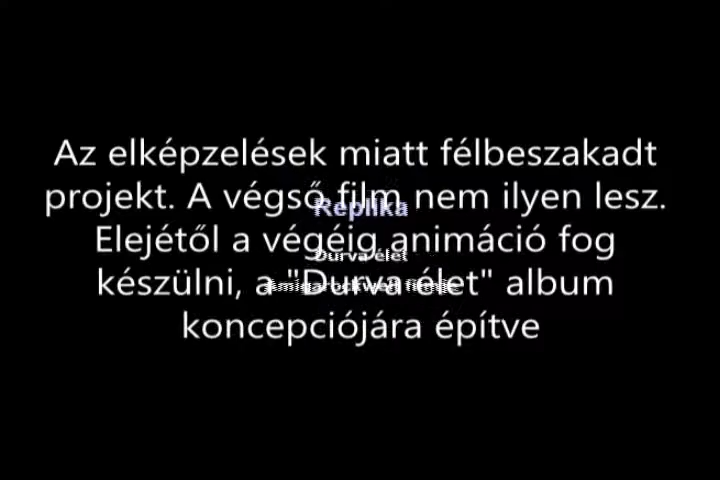 Az elképzelések miatt félbeszakadt
projekt. A végső film nem ilyen lesz.
Replika
Elejétől a végéig animáció fog
Durva élet
készülni, a "Durva élet" album
koncepciójára építve